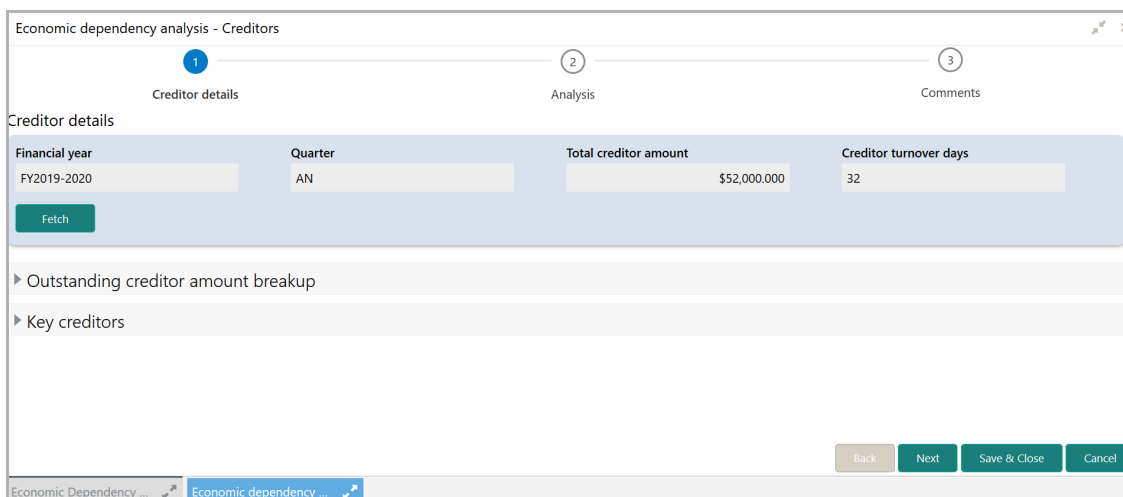 Economic dependency analysis - Creditors
1
2
3
Creditor details
Analysis
Comments
Creditor details
Financial year
Quarter
Total creditor amount
Creditor turnover days
FY2019-2020
AN
$52,000.000
32
Fetch
Outstanding creditor amount breakup
Key creditors
Back
Next
Save & Close
Cancel
Economic Dependency ...
Economic dependency ...